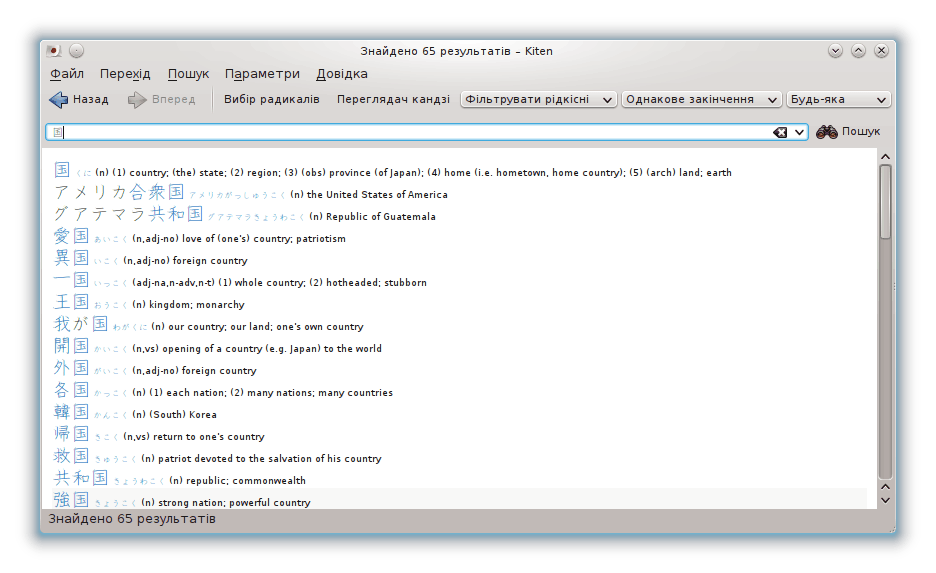 Знайдено 65 результатів – Kiten
Файл Перехід Пошук Параметри Довідка
Назад Вперед Вибір радикалів Переглядач кандзі Фільтрувати рідкісні Однакове закінчення Будь-яка
国 Пошук
国 くに (n) (1) country; (the) state; (2) region; (3) (obs) province (of Japan); (4) home (i.e. hometown, home country); (5) (arch) land; earth
アメリカ合衆国 アメリカがっしゅうこく (n) the United States of America
グアテマラ共和国 グアテマラきょうわこく (n) Republic of Guatemala
愛国 あいこく (n,adj-no) love of (one's) country; patriotism
異国 いこく (n,adj-no) foreign country
一国 いっこく (adj-na,n-adv,n-t) (1) whole country; (2) hotheaded; stubborn
王国 おうこく (n) kingdom; monarchy
我が国 わがくに (n) our country; our land; one's own country
開国 かいこく (n,vs) opening of a country (e.g. Japan) to the world
外国 がいこく (n,adj-no) foreign country
各国 かっこく (n) (1) each nation; (2) many nations; many countries
韓国 かんこく (n) (South) Korea
帰国 きこく (n,vs) return to one's country
救国 きゅうこく (n) patriot devoted to the salvation of his country
共和国 きょうわこく (n) republic; commonwealth
強国 きょうこく (n) strong nation; powerful country
Знайдено 65 результатів